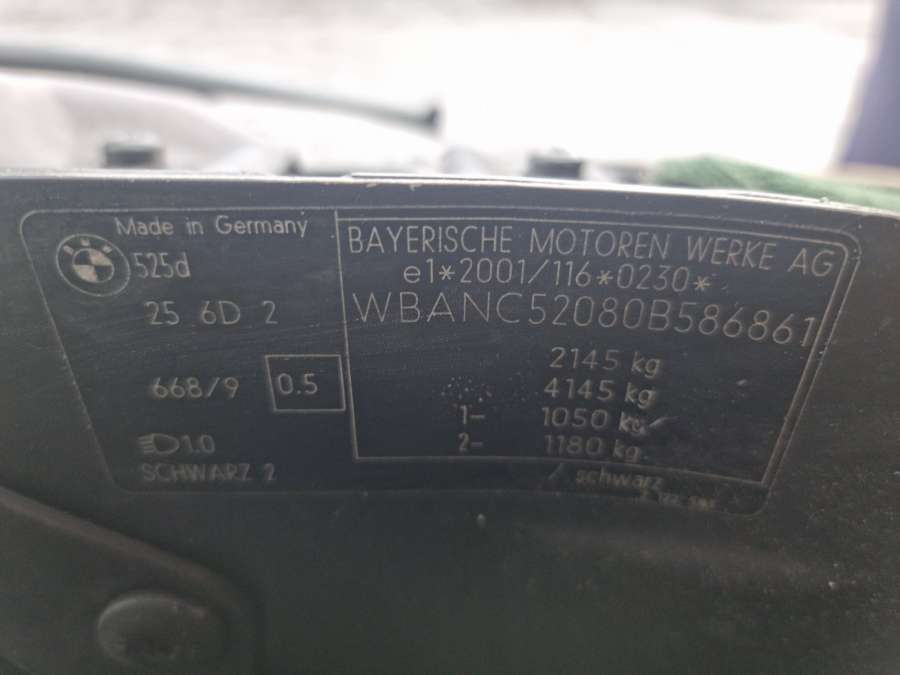 Made in Germany
525d
25 6D 2
668/9 0.5
1.0
SCHWARZ 2
BAYERISCHE MOTOREN WERKE AG
e1*2001/116*0230*
WBANC52080B586861
2145 kg
4145 kg
1- 1050 kg
2- 1180 kg
/ schwarz